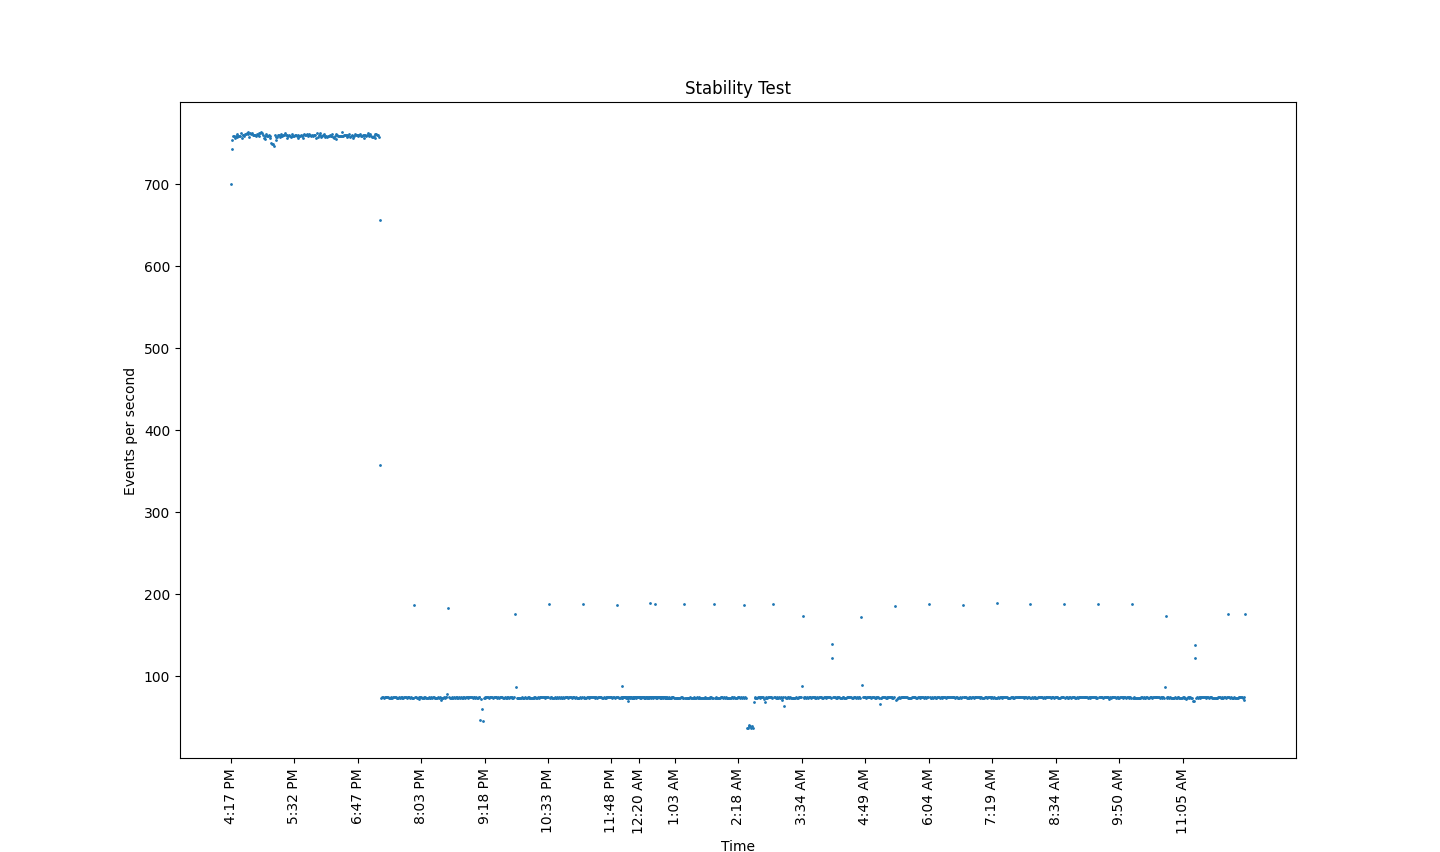 Stability Test
Events per second
700
600
500
400
300
200
100
4:17 PM
5:32 PM
6:47 PM
8:03 PM
9:18 PM
10:33 PM
11:48 PM
12:20 AM
1:03 AM
2:18 AM
3:34 AM
4:49 AM
6:04 AM
7:19 AM
8:34 AM
9:50 AM
11:05 AM
Time